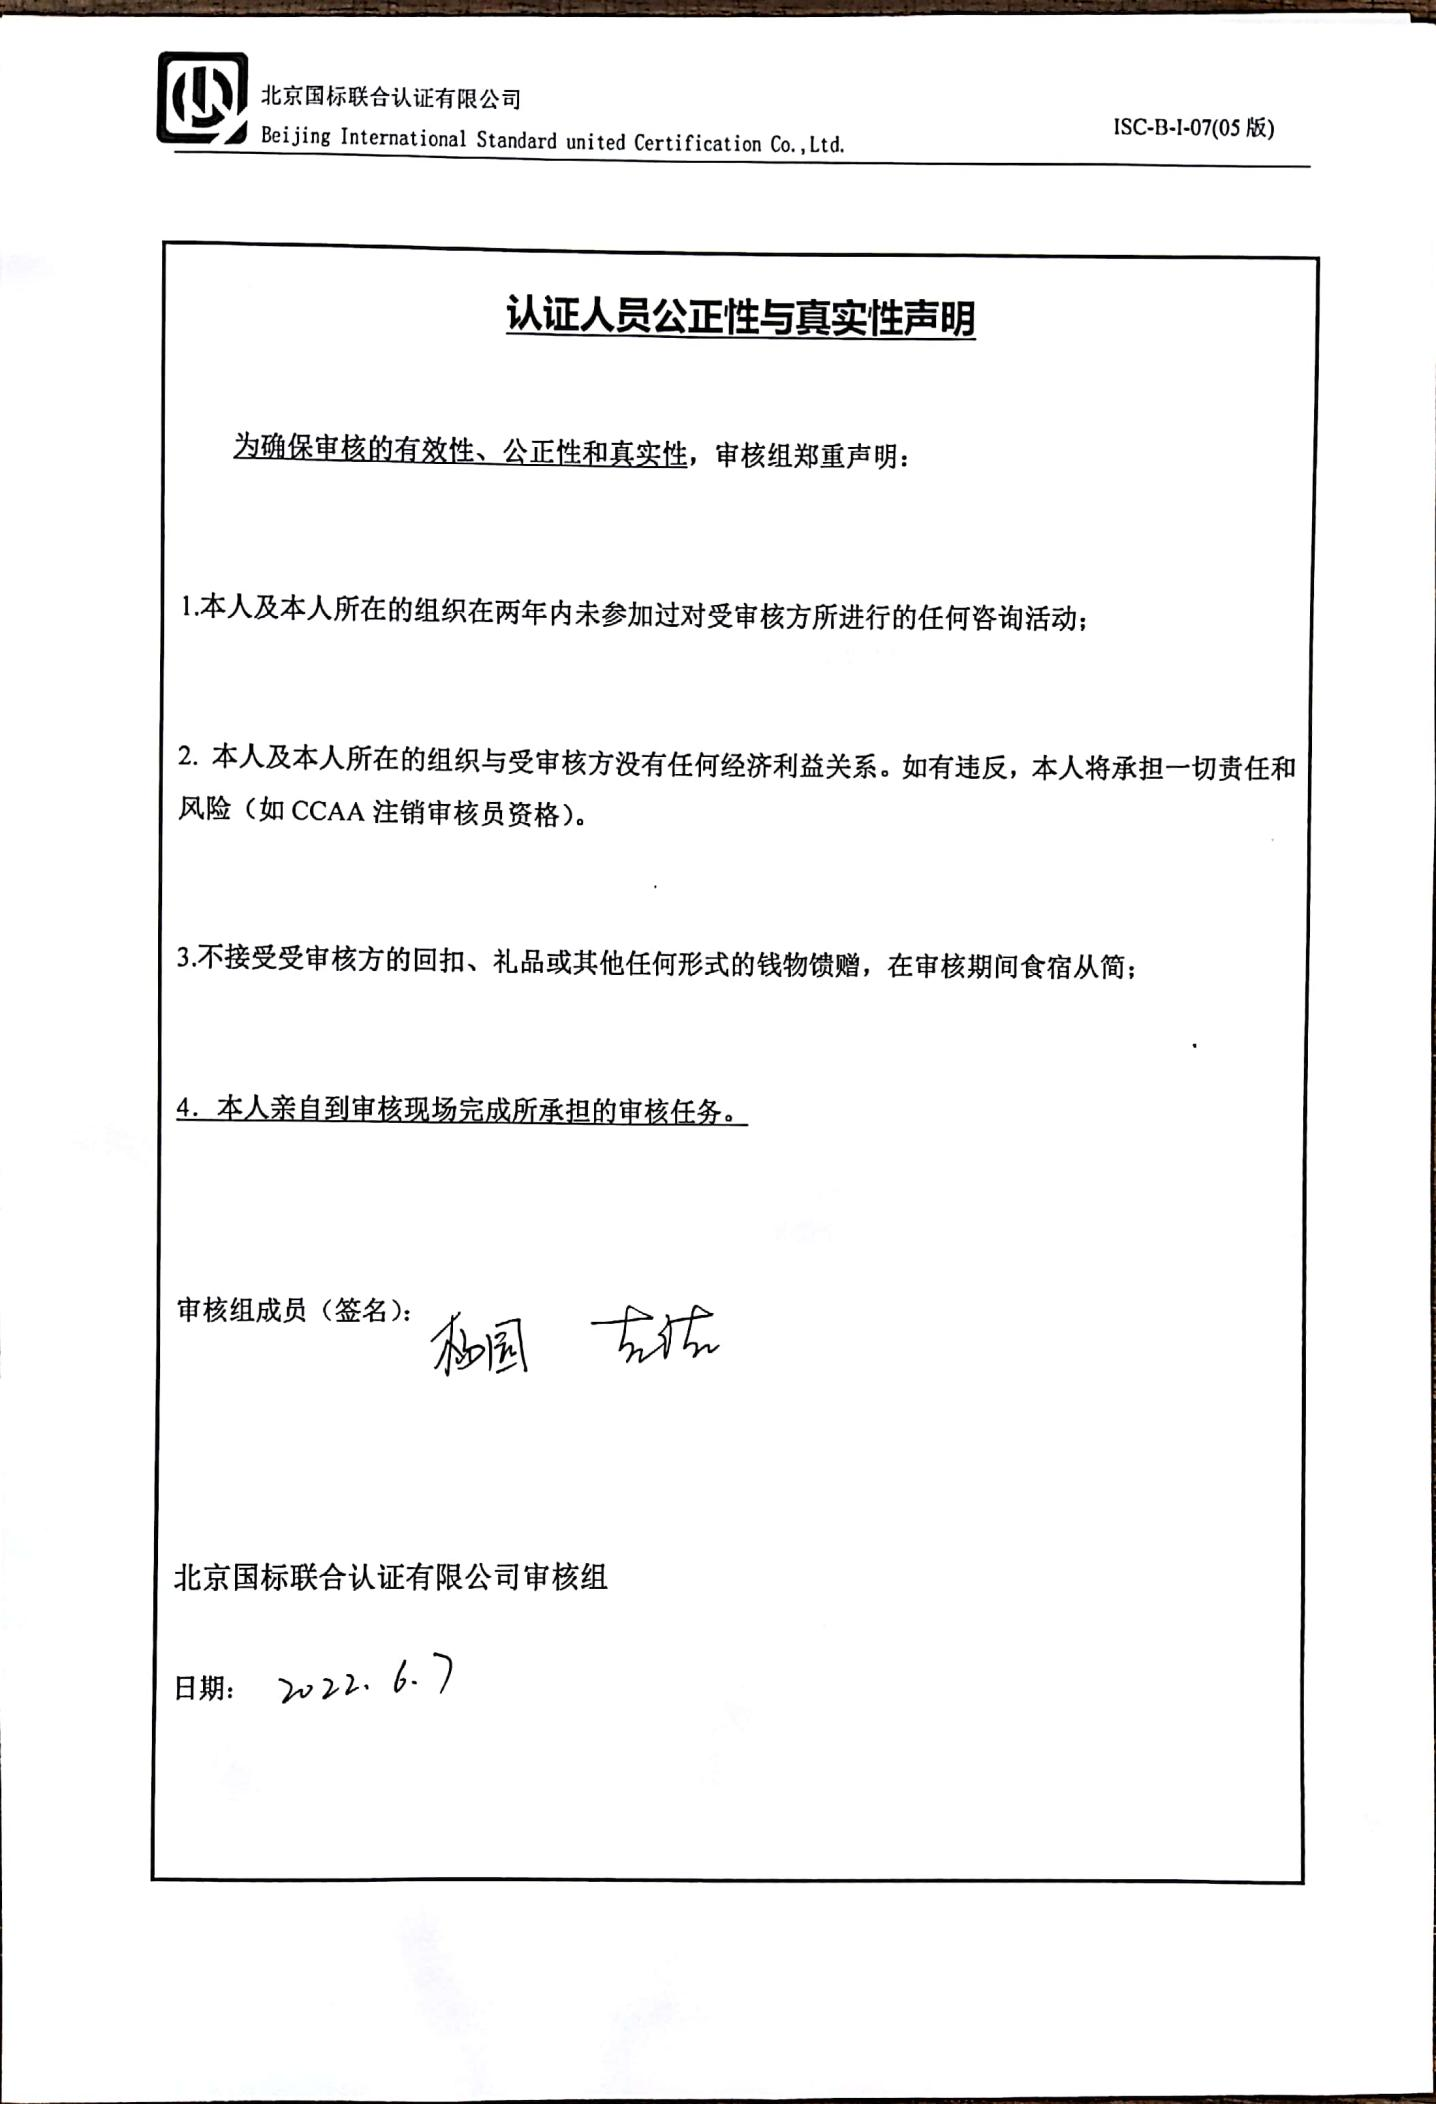 北京国标联合认证有限公司
Beijing International Standard united Certification Co.,Ltd.
ISC-B-I-07(05 版)
认证人员公正性与真实性声明
为确保审核的有效性、公正性和真实性，审核组郑重声明：
1.本人及本人所在的组织在两年内未参加过对受审核方所进行的任何咨询活动；
2. 本人及本人所在的组织与受审核方没有任何经济利益关系。如有违反，本人将承担一切责任和
风险（如 CCAA 注销审核员资格）。
3.不接受受审核方的回扣、礼品或其他任何形式的钱物馈赠，在审核期间食宿从简；
4. 本人亲自到审核现场完成所承担的审核任务。
审核组成员（签名）： 杨园
北京国标联合认证有限公司审核组
日期： 2022.6.7